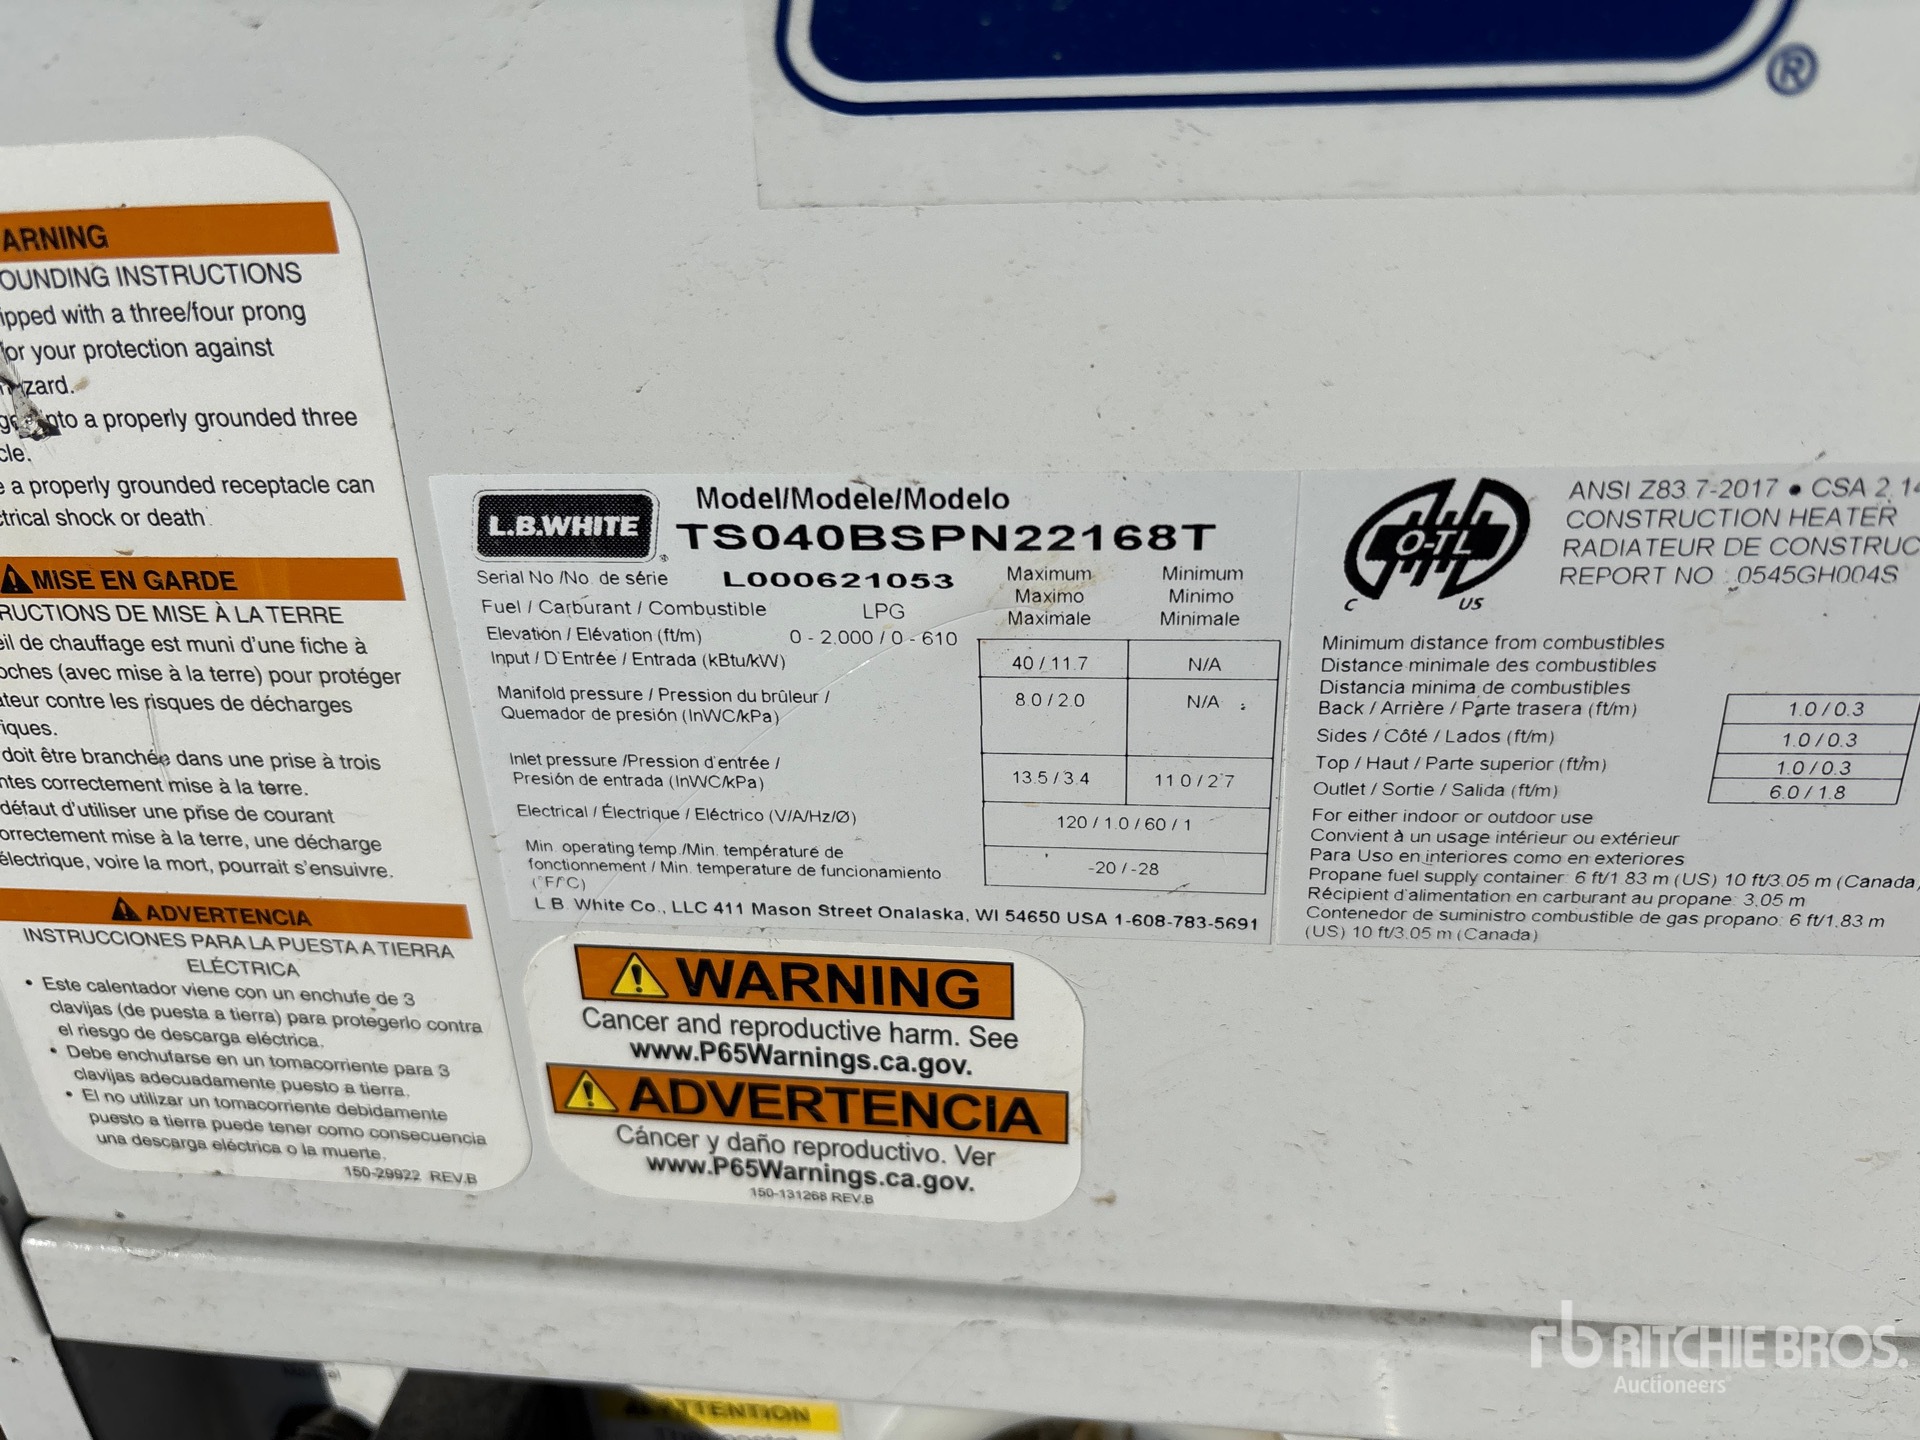 ®
ARNING
OUNDING INSTRUCTIONS
ipped with a three/four prong
for your protection against
zard.
into a properly grounded three
cle.
e a properly grounded receptacle can
ctrical shock or death.
MISE EN GARDE
RUCTIONS DE MISE À LA TERRE
eil de chauffage est muni d'une fiche à
oches (avec mise à la terre) pour protéger
ateur contre les risques de décharges
riques.
doit être branchée dans une prise à trois
ntes correctement mise à la terre.
défaut d'utiliser une prise de courant
orrectement mise à la terre, une décharge
électrique, voire la mort, pourrait s'ensuivre.
ADVERTENCIA
INSTRUCCIONES PARA LA PUESTA A TIERRA
ELÉCTRICA
• Este calentador viene con un enchufe de 3
clavijas (de puesta a tierra) para protegerlo contra
el riesgo de descarga eléctrica.
• Debe enchufarse en un tomacorriente para 3
clavijas adecuadamente puesto a tierra.
• El no utilizar un tomacorriente debidamente
puesto a tierra puede tener como consecuencia
una descarga eléctrica o la muerte.
150-29922 REV.B
L.B.WHITE ®
Model/Modele/Modelo
TS040BSPN22168T
Serial No /No. de série L000621053
Maximum Minimum
Maximo Minimo
Maximale Minimale
Fuel / Carburant / Combustible LPG
Elevation / Elévation (ft/m) 0 - 2.000 / 0 - 610
Input / D'Entrée / Entrada (kBtu/kW) 40 / 11.7 N/A
Manifold pressure / Pression du brûleur /
Quemador de presión (InWC/kPa) 8.0 / 2.0 N/A
Inlet pressure /Pression d'entrée /
Presión de entrada (InWC/kPa) 13.5 / 3.4 11.0 / 2.7
Electrical / Électrique / Eléctrico (V/A/Hz/Ø) 120 / 1.0 / 60 / 1
Min. operating temp./Min. température de
fonctionnement / Min. temperature de funcionamiento -20 / -28
(°F/°C)
L.B. White Co., LLC 411 Mason Street Onalaska, WI 54650 USA 1-608-783-5691
O-TL
C US
ANSI Z83.7-2017 • CSA 2.14
CONSTRUCTION HEATER
RADIATEUR DE CONSTRUC
REPORT NO : 0545GH004S
Minimum distance from combustibles
Distance minimale des combustibles
Distancia minima de combustibles
Back / Arrière / Parte trasera (ft/m) 1.0 / 0.3
Sides / Côté / Lados (ft/m) 1.0 / 0.3
Top / Haut / Parte superior (ft/m) 1.0 / 0.3
Outlet / Sortie / Salida (ft/m) 6.0 / 1.8
For either indoor or outdoor use
Convient à un usage intérieur ou extérieur
Para Uso en interiores como en exteriores
Propane fuel supply container: 6 ft/1.83 m (US) 10 ft/3.05 m (Canada)
Récipient d'alimentation en carburant au propane: 3,05 m
Contenedor de suministro combustible de gas propano: 6 ft/1.83 m
(US) 10 ft/3.05 m (Canada)
WARNING
Cancer and reproductive harm. See
www.P65Warnings.ca.gov.
ADVERTENCIA
Cáncer y daño reproductivo. Ver
www.P65Warnings.ca.gov.
150-131268 REV.B
ATTENTION
rb RITCHIE BROS.
Auctioneers